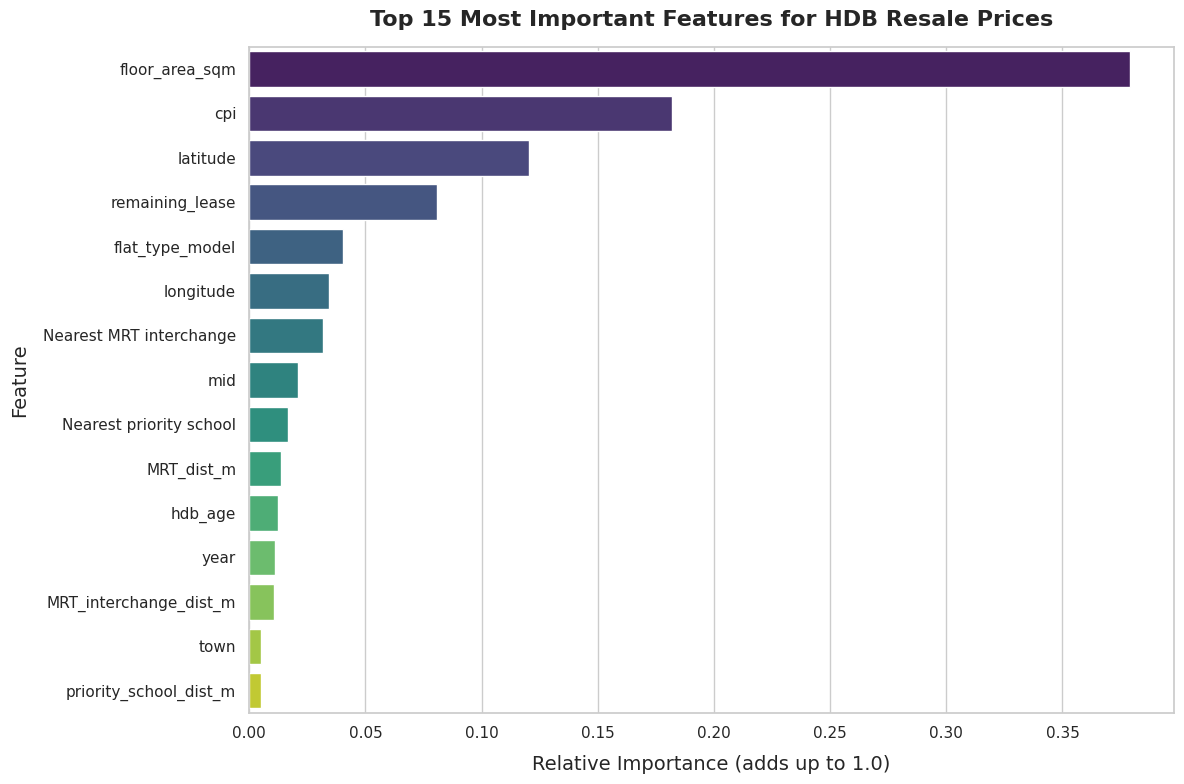 Top 15 Most Important Features for HDB Resale Prices
Feature
floor_area_sqm
cpi
latitude
remaining_lease
flat_type_model
longitude
Nearest MRT interchange
mid
Nearest priority school
MRT_dist_m
hdb_age
year
MRT_interchange_dist_m
town
priority_school_dist_m
0.00 0.05 0.10 0.15 0.20 0.25 0.30 0.35
Relative Importance (adds up to 1.0)